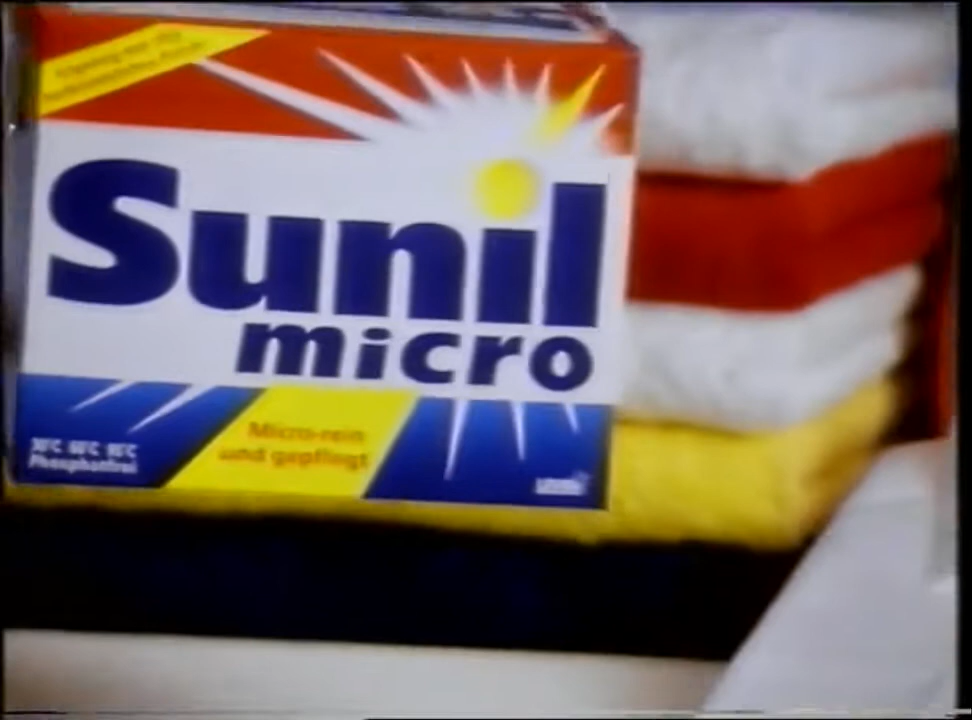 Sunil
micro
Micro-rein
und gepflegt
30°C 60°C 95°C
Phosphatfrei